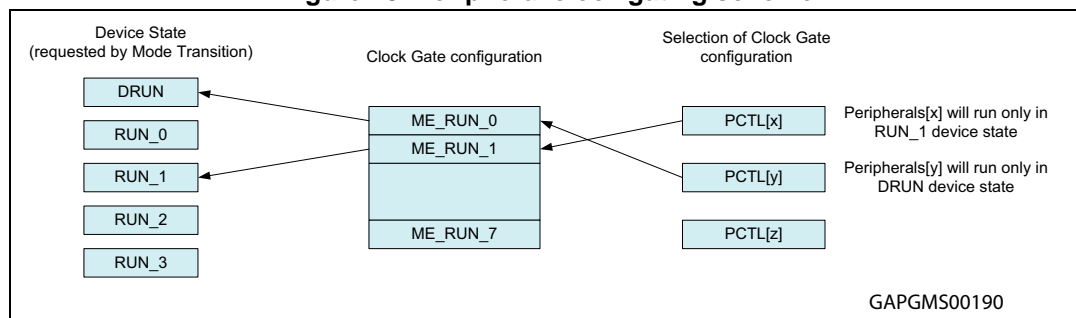 Device State
(requested by Mode Transition)
Clock Gate configuration
Selection of Clock Gate
configuration
DRUN
RUN_0
RUN_1
RUN_2
RUN_3
ME_RUN_0
ME_RUN_1
ME_RUN_7
PCTL[x]
PCTL[y]
PCTL[z]
Peripherals[x] will run only in
RUN_1 device state
Peripherals[y] will run only in
DRUN device state
GAPGMS00190